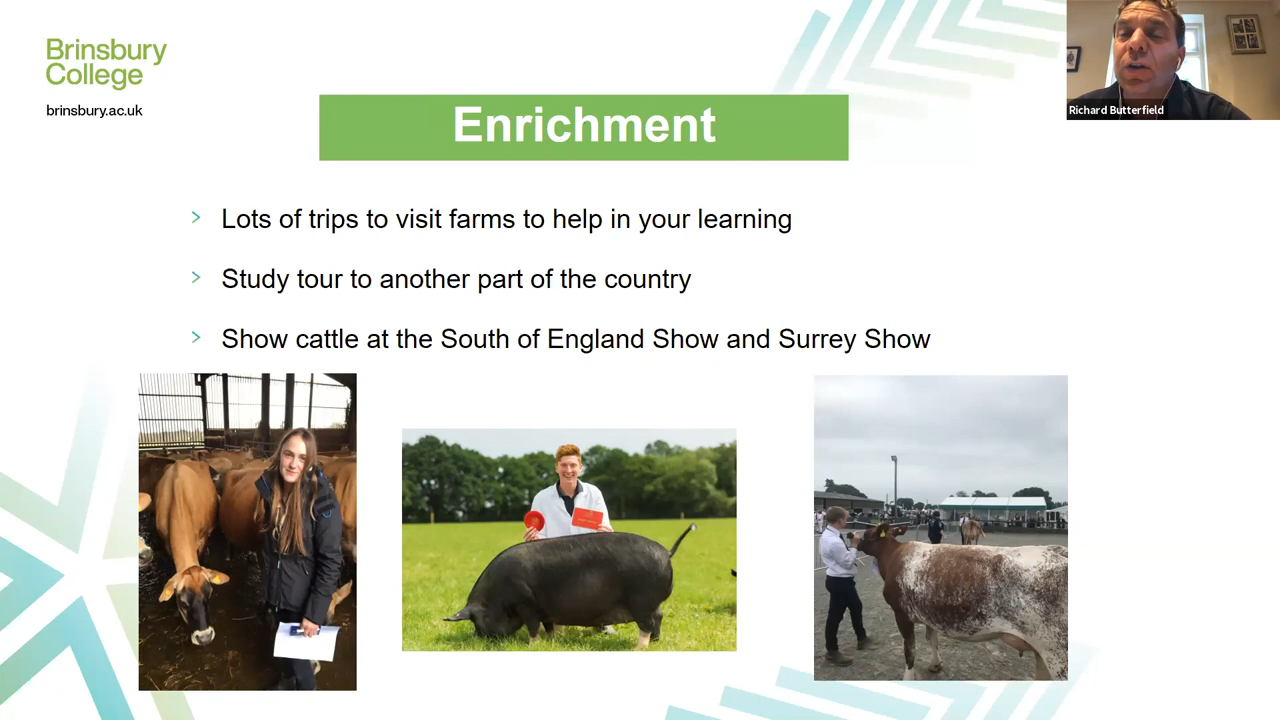 Brinsbury
College
brinsbury.ac.uk
Richard Butterfield
Enrichment
> Lots of trips to visit farms to help in your learning
> Study tour to another part of the country
> Show cattle at the South of England Show and Surrey Show